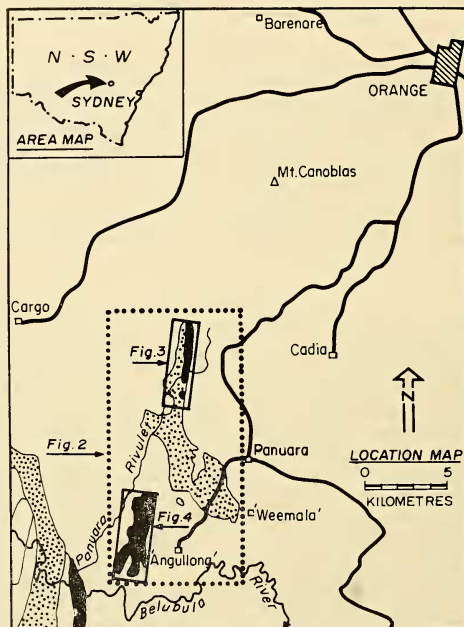 Barenare
N · S · W
SYDNEY
AREA MAP
ORANGE
Mt. Canoblas
Cargo
Fig.3
Cadia
N
Fig. 2
Rivulet
Panuara
LOCATION MAP
0 5
KILOMETRES
'Weemala'
Fig.4
Panuara
Angullong'
Belubula River